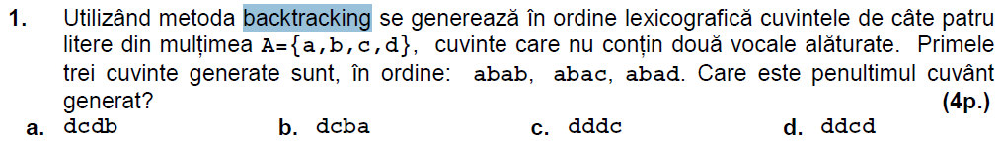 1. Utilizând metoda backtracking se generează în ordine lexicografică cuvintele de câte patru
litere din mulțimea A={a,b,c,d}, cuvinte care nu conțin două vocale alăturate. Primele
trei cuvinte generate sunt, în ordine: abab, abac, abad. Care este penultimul cuvânt
generat? (4p.)
a. dcdb b. dcba c. dddc d. ddcd